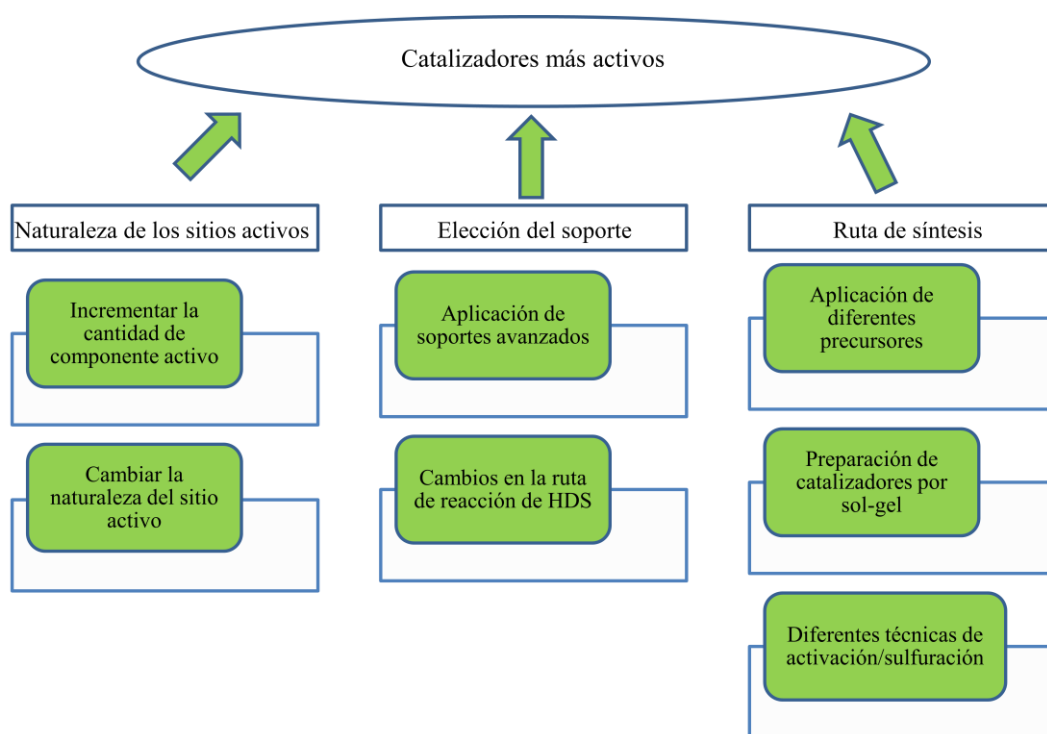 Catalizadores más activos
Naturaleza de los sitios activos
Incrementar la
cantidad de
componente activo
Cambiar la
naturaleza del sitio
activo
Elección del soporte
Aplicación de
soportes avanzados
Cambios en la ruta
de reacción de HDS
Ruta de síntesis
Aplicación de
diferentes
precursores
Preparación de
catalizadores por
sol-gel
Diferentes técnicas de
activación/sulfuración